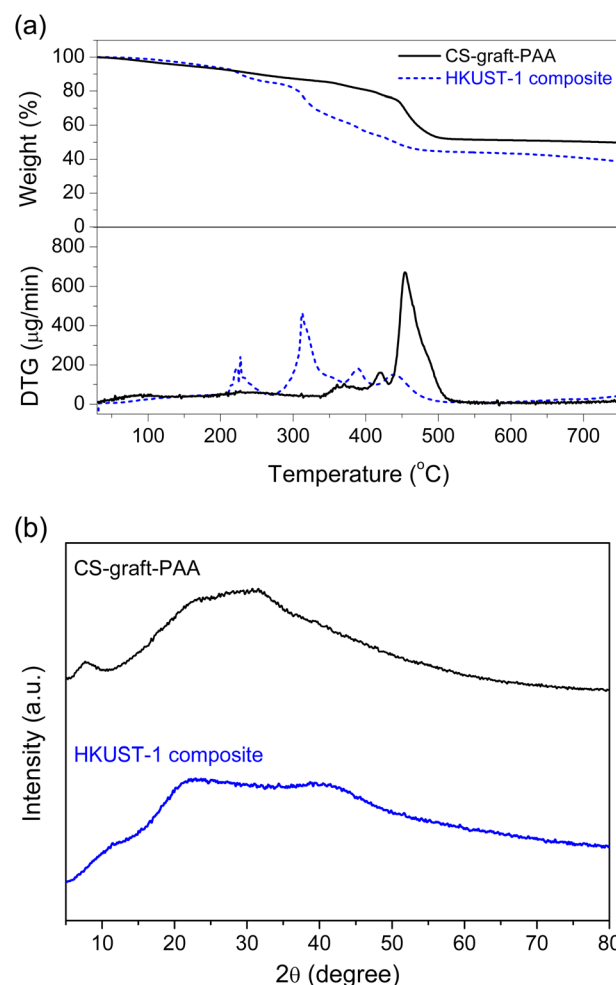 (a)
CS-graft-PAA
HKUST-1 composite
Weight (%)
100
80
60
40
20
0
DTG (μg/min)
800
600
400
200
0
100 200 300 400 500 600 700
Temperature (°C)
(b)
CS-graft-PAA
HKUST-1 composite
Intensity (a.u.)
10 20 30 40 50 60 70 80
2θ (degree)